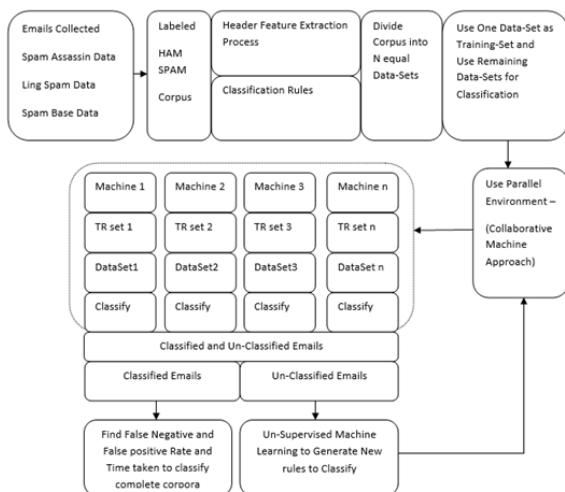 Emails Collected
Spam Assassin Data
Ling Spam Data
Spam Base Data
Labeled
HAM
SPAM
Corpus
Header Feature Extraction
Process
Classification Rules
Divide
Corpus into
N equal
Data-Sets
Use One Data-Set as
Training-Set and
Use Remaining
Data-Sets for
Classification
Use Parallel
Environment –
(Collaborative
Machine
Approach)
Machine 1
Machine 2
Machine 3
Machine n
TR set 1
TR set 2
TR set 3
TR set n
DataSet1
DataSet2
DataSet3
DataSet n
Classify
Classify
Classify
Classify
Classified and Un-Classified Emails
Classified Emails
Un-Classified Emails
Find False Negative and
False positive Rate and
Time taken to classify
complete corpora
Un-Supervised Machine
Learning to Generate New
rules to Classify